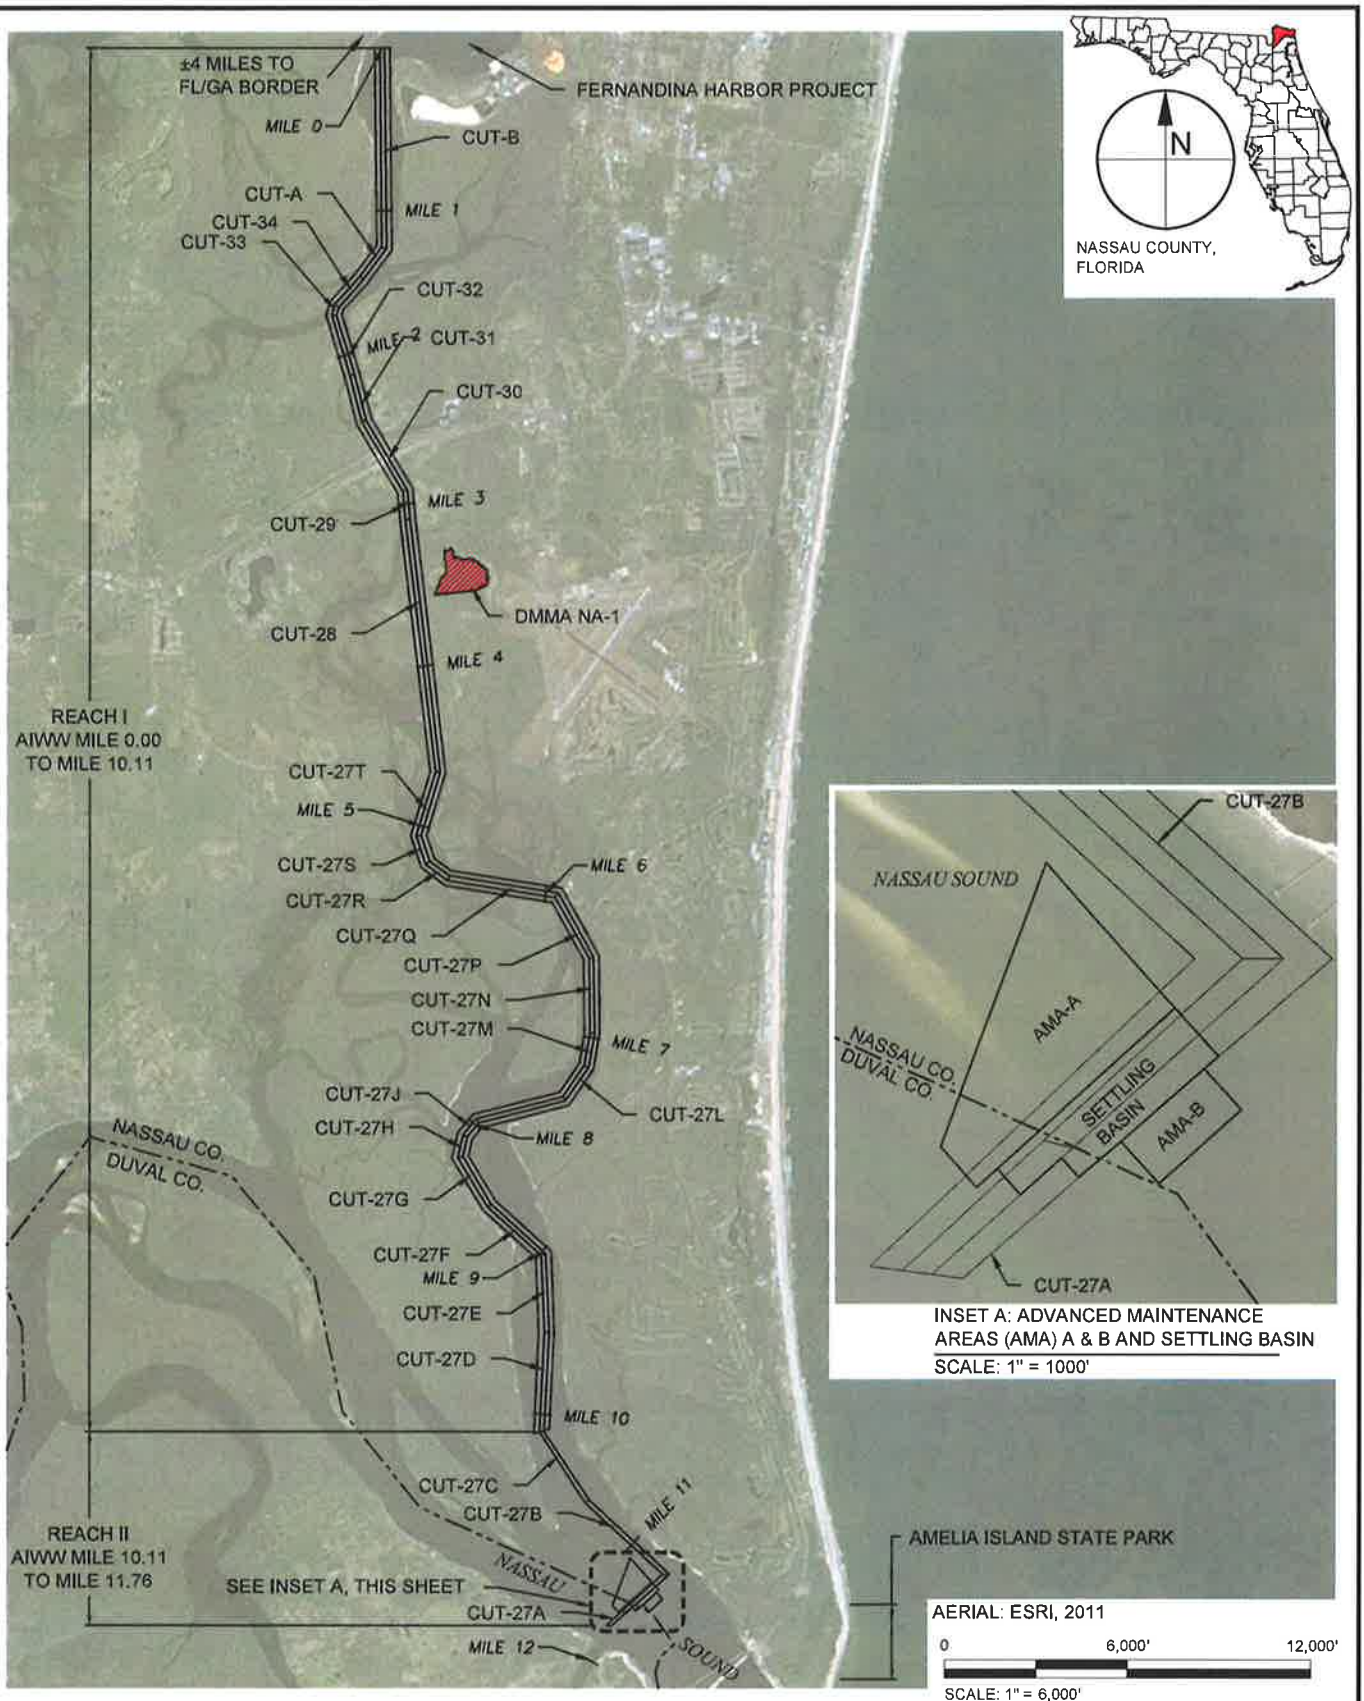 ±4 MILES TO
FL/GA BORDER
FERNANDINA HARBOR PROJECT
MILE 0
CUT-B
N
NASSAU COUNTY,
FLORIDA
CUT-A
MILE 1
CUT-34
CUT-33
CUT-32
MILE 2
CUT-31
CUT-30
MILE 3
CUT-29
DMMA NA-1
CUT-28
MILE 4
REACH I
AIWW MILE 0.00
TO MILE 10.11
CUT-27T
MILE 5
CUT-27S
MILE 6
CUT-27R
CUT-27Q
CUT-27P
CUT-27N
CUT-27M
MILE 7
CUT-27J
CUT-27L
CUT-27H
MILE 8
NASSAU CO.
DUVAL CO.
CUT-27G
CUT-27F
MILE 9
CUT-27E
CUT-27D
MILE 10
CUT-27C
CUT-27B
MILE 11
REACH II
AIWW MILE 10.11
TO MILE 11.76
NASSAU
SOUND
SEE INSET A, THIS SHEET
CUT-27A
MILE 12
CUT-27B
NASSAU SOUND
AMA-A
NASSAU CO.
DUVAL CO.
SETTLING
BASIN
AMA-B
CUT-27A
INSET A: ADVANCED MAINTENANCE
AREAS (AMA) A & B AND SETTLING BASIN
SCALE: 1" = 1000'
AMELIA ISLAND STATE PARK
AERIAL: ESRI, 2011
0 6,000' 12,000'
SCALE: 1" = 6,000'